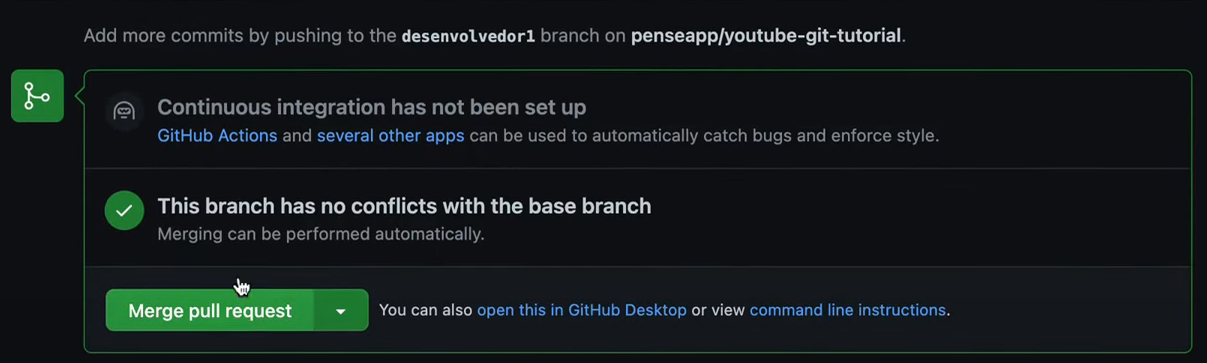 Add more commits by pushing to the desenvolvedor1 branch on penseapp/youtube-git-tutorial.
Continuous integration has not been set up
GitHub Actions and several other apps can be used to automatically catch bugs and enforce style.
This branch has no conflicts with the base branch
Merging can be performed automatically.
Merge pull request You can also open this in GitHub Desktop or view command line instructions.